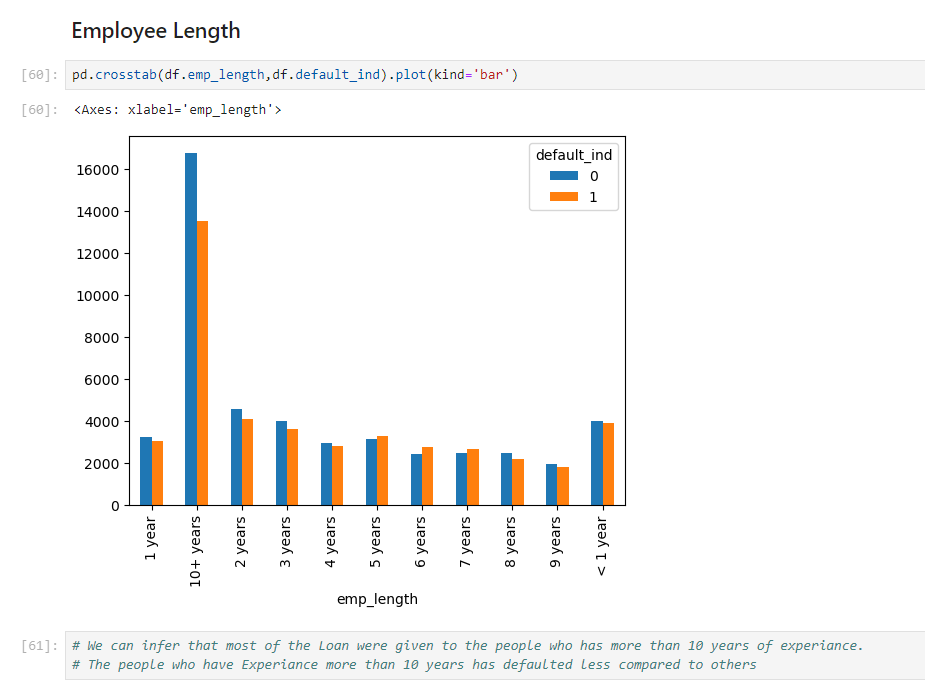 Employee Length
[60]: pd.crosstab(df.emp_length,df.default_ind).plot(kind='bar')
[60]: <Axes: xlabel='emp_length'>
default_ind
0
1
16000
14000
12000
10000
8000
6000
4000
2000
0
1 year
10+ years
2 years
3 years
4 years
5 years
6 years
7 years
8 years
9 years
< 1 year
emp_length
[61]: # We can infer that most of the Loan were given to the people who has more than 10 years of experiance.
# The people who have Experiance more than 10 years has defaulted less compared to others